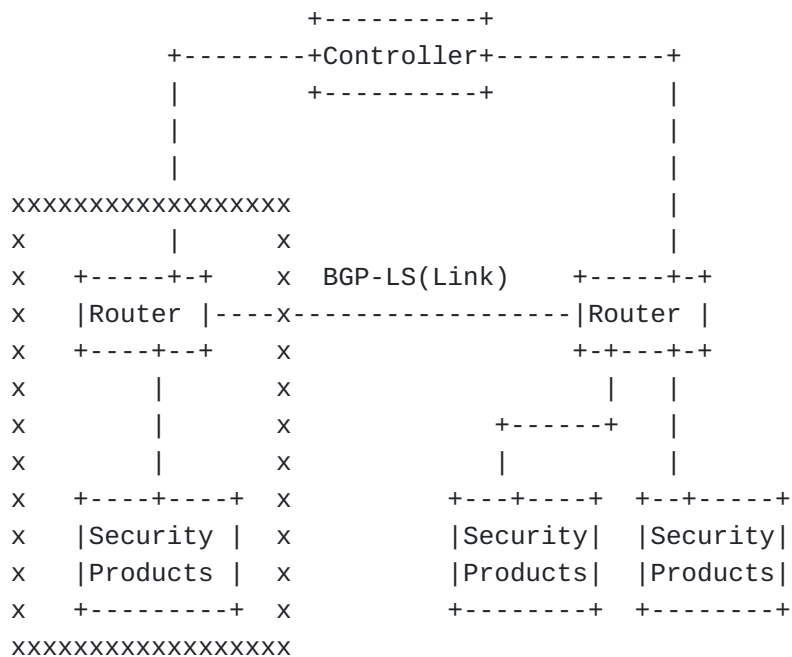 Controller
BGP-LS(Link)
Router Router
Security Security Security
Products Products Products